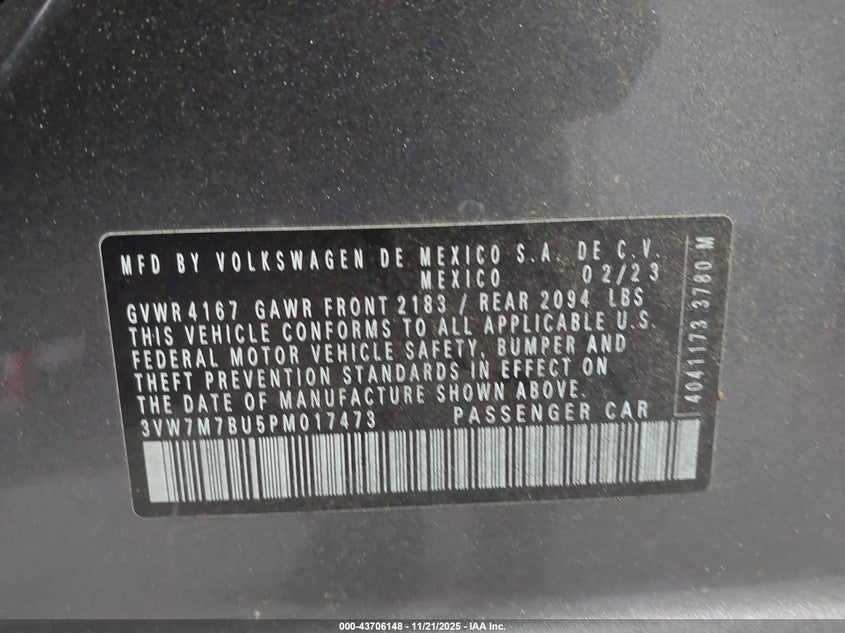 MFD BY VOLKSWAGEN DE MEXICO S.A. DE C.V.
MEXICO 02/23
GVWR 4167 GAWR FRONT 2183 / REAR 2094 LBS
THIS VEHICLE CONFORMS TO ALL APPLICABLE U.S.
FEDERAL MOTOR VEHICLE SAFETY, BUMPER AND
THEFT PREVENTION STANDARDS IN EFFECT ON
THE DATE OF MANUFACTURE SHOWN ABOVE.
3VW7M7BU5PM017473 PASSENGER CAR
4041173 3780 M
000-43706148 - 11/21/2025 - IAA Inc.